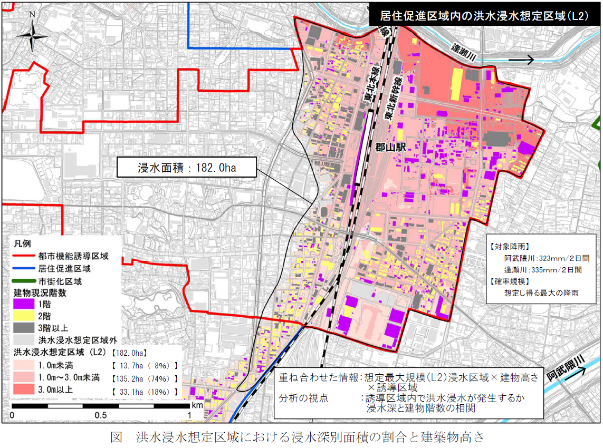 居住促進区域内の洪水浸水想定区域(L2)
逢瀬川
東北本線
東北新幹線
郡山駅
浸水面積：182.0ha
凡例
都市機能誘導区域
居住促進区域
市街化区域
建物現況階数
1階
2階
3階以上
洪水浸水想定区域外
洪水浸水想定区域（L2）【182.0ha】
1.0m未満 【 13.7ha( 8%) 】
1.0m～3.0m未満 【135.2ha(74%) 】
3.0m以上 【 33.1ha(18%) 】
0 0.5 1 km
【対象降雨】
阿武隈川:323mm/2日間
逢瀬川:335mm/2日間
【確率規模】
想定し得る最大の降雨
阿武隈川
重ね合わせた情報：想定最大規模(L2)浸水区域×建物高さ
×誘導区域
分析の視点　　　：誘導区域内で洪水浸水が発生するか
浸水深と建物階数の相関
図　洪水浸水想定区域における浸水深別面積の割合と建築物高さ